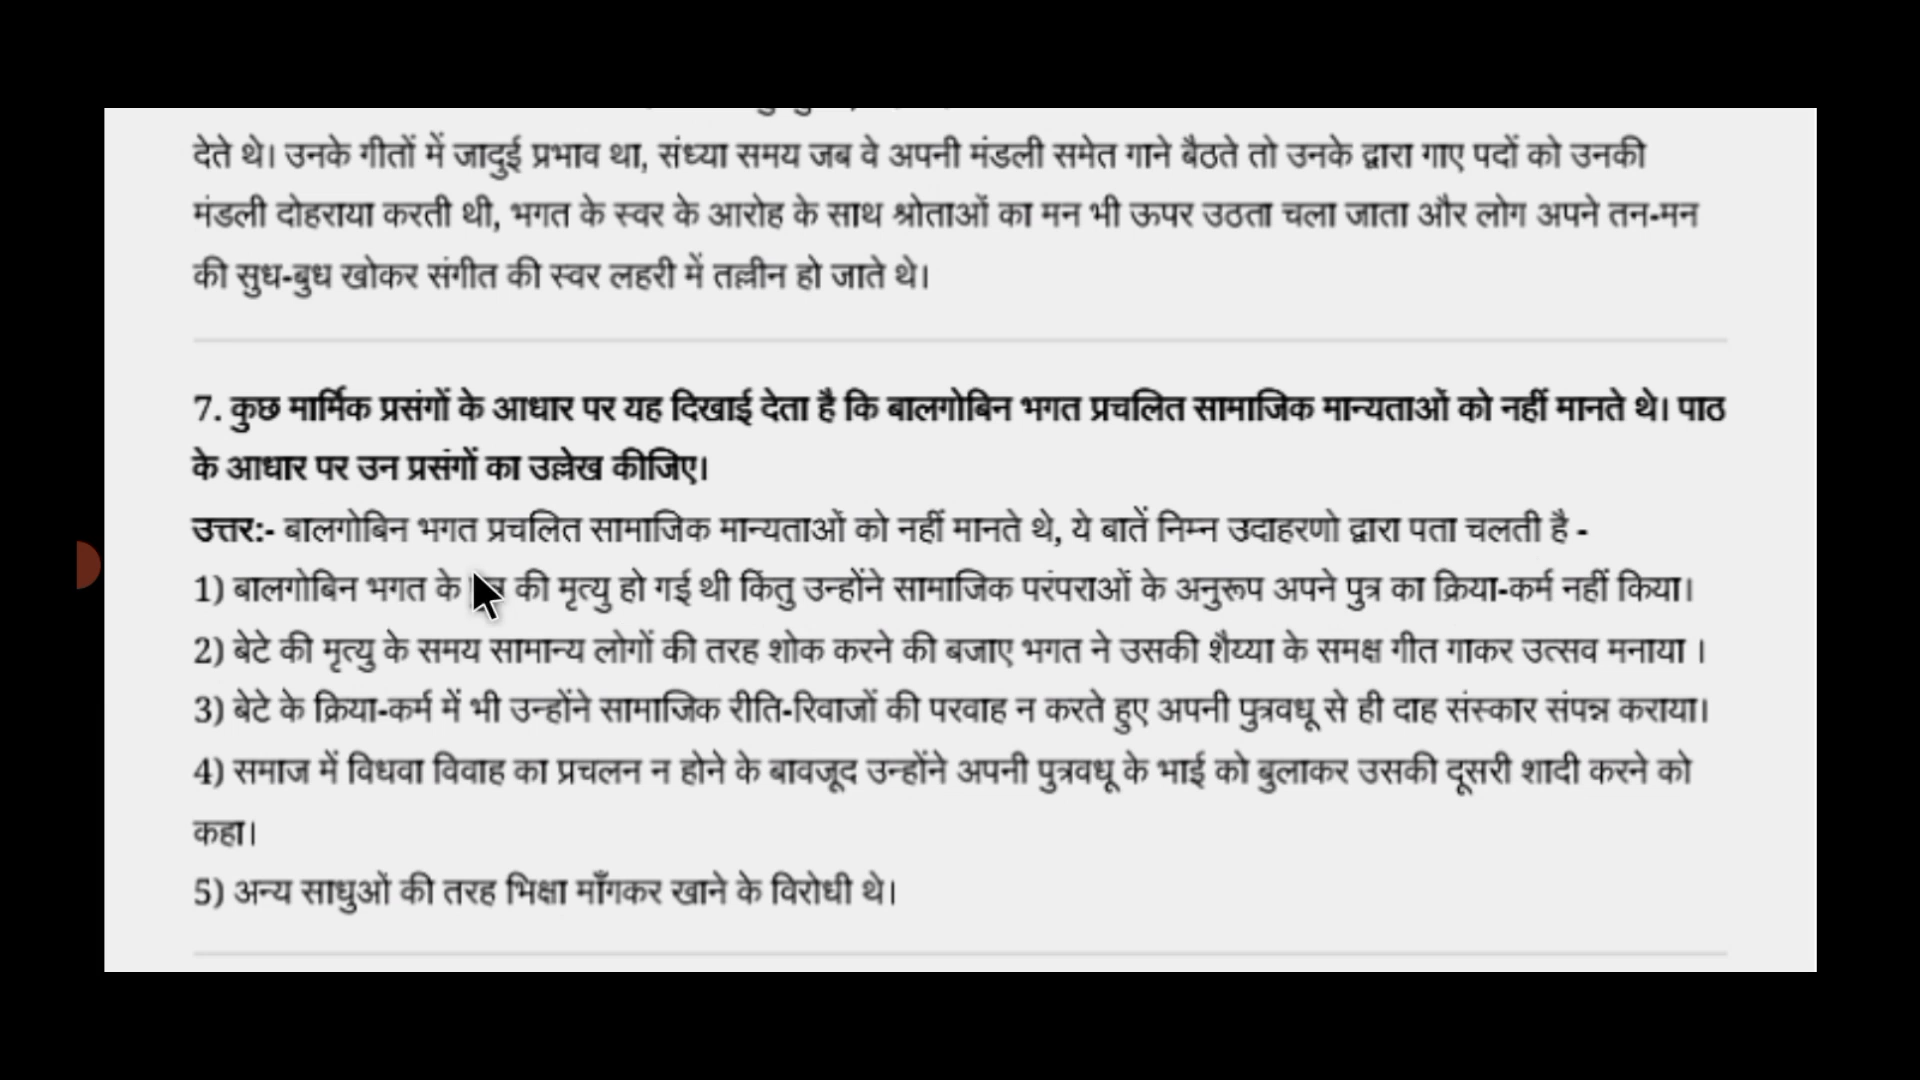 देते थे। उनके गीतों में जादुई प्रभाव था, संध्या समय जब वे अपनी मंडली समेत गाने बैठते तो उनके द्वारा गाए पदों को उनकी
मंडली दोहराया करती थी, भगत के स्वर के आरोह के साथ श्रोताओं का मन भी ऊपर उठता चला जाता और लोग अपने तन-मन
की सुध-बुध खोकर संगीत की स्वर लहरी में तल्लीन हो जाते थे।
7. कुछ मार्मिक प्रसंगों के आधार पर यह दिखाई देता है कि बालगोबिन भगत प्रचलित सामाजिक मान्यताओं को नहीं मानते थे। पाठ
के आधार पर उन प्रसंगों का उल्लेख कीजिए।
उत्तर:- बालगोबिन भगत प्रचलित सामाजिक मान्यताओं को नहीं मानते थे, ये बातें निम्न उदाहरणो द्वारा पता चलती है -
1) बालगोबिन भगत के की मृत्यु हो गई थी किंतु उन्होंने सामाजिक परंपराओं के अनुरूप अपने पुत्र का क्रिया-कर्म नहीं किया।
2) बेटे की मृत्यु के समय सामान्य लोगों की तरह शोक करने की बजाए भगत ने उसकी शैय्या के समक्ष गीत गाकर उत्सव मनाया ।
3) बेटे के क्रिया-कर्म में भी उन्होंने सामाजिक रीति-रिवाजों की परवाह न करते हुए अपनी पुत्रवधू से ही दाह संस्कार संपन्न कराया।
4) समाज में विधवा विवाह का प्रचलन न होने के बावजूद उन्होंने अपनी पुत्रवधू के भाई को बुलाकर उसकी दूसरी शादी करने को
कहा।
5) अन्य साधुओं की तरह भिक्षा माँगकर खाने के विरोधी थे।